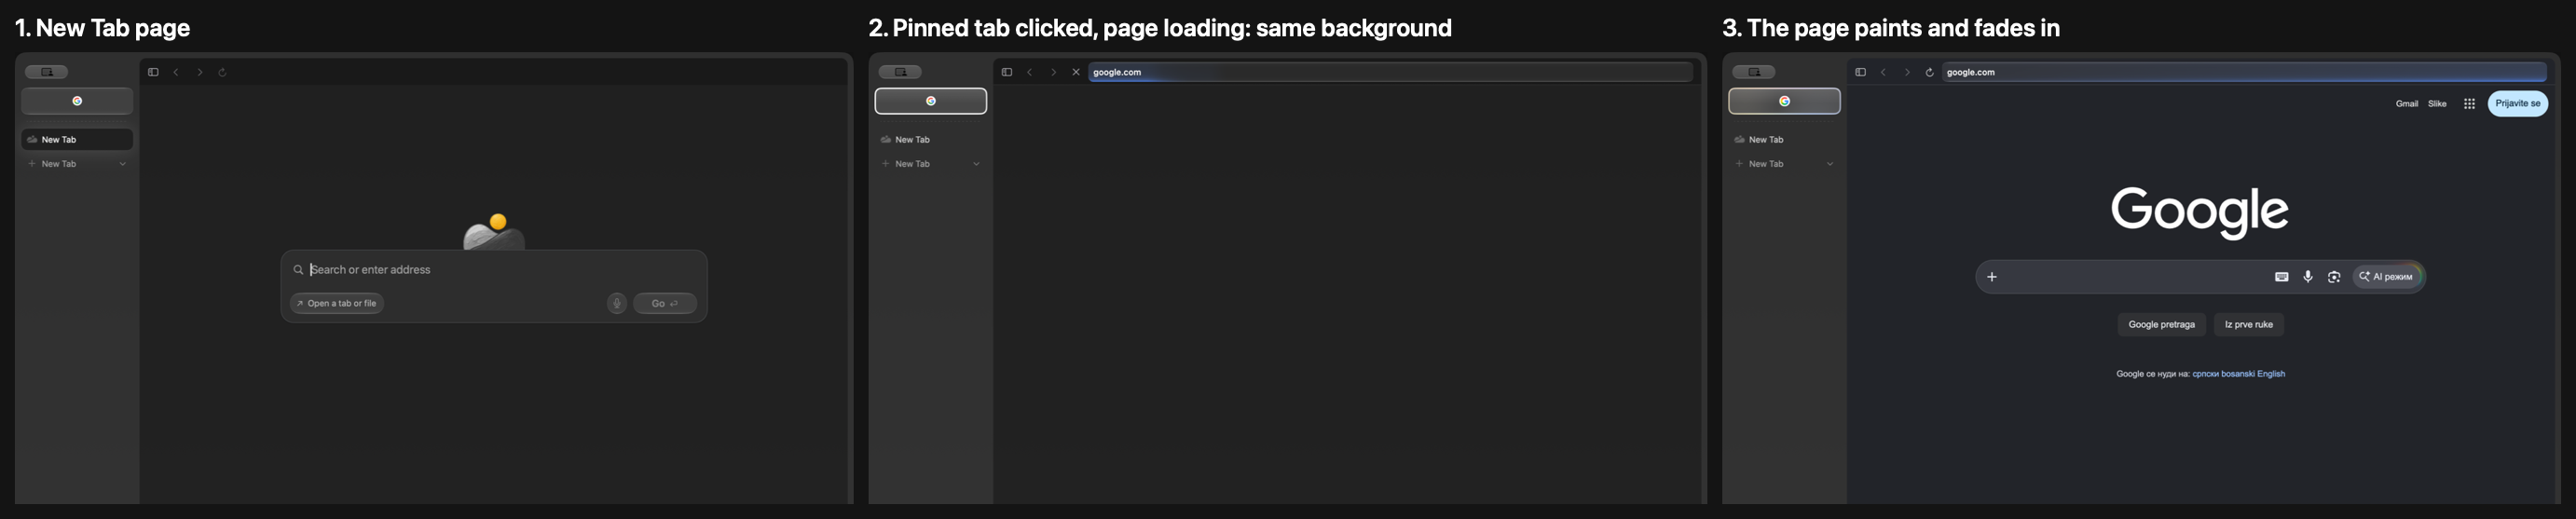 1. New Tab page
New Tab
New Tab
Search or enter address
Open a tab or file
Go
2. Pinned tab clicked, page loading: same background
google.com
New Tab
New Tab
3. The page paints and fades in
google.com
New Tab
New Tab
Gmail Slike Prijavite se
Google
AI режим
Google pretraga Iz prve ruke
Google се нуди на: српски bosanski English